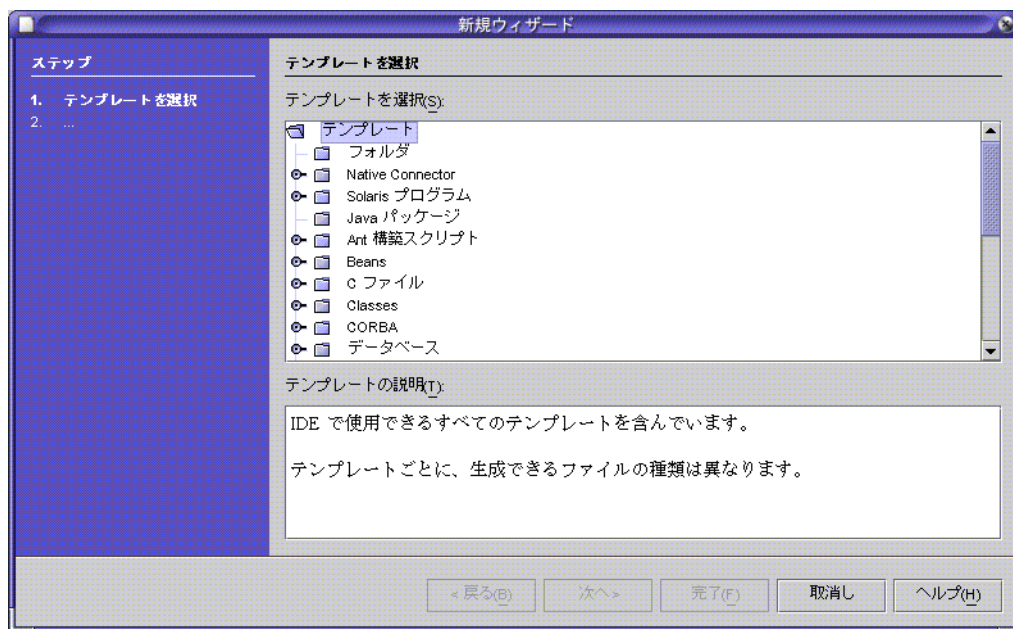 新規ウィザード
ステップ
1. テンプレートを選択
2. ...
テンプレートを選択
テンプレートを選択(S):
テンプレート
フォルダ
Native Connector
Solaris プログラム
Java パッケージ
Ant 構築スクリプト
Beans
C ファイル
Classes
CORBA
データベース
テンプレートの説明(T):
IDE で使用できるすべてのテンプレートを含んでいます。
テンプレートごとに、生成できるファイルの種類は異なります。
< 戻る(B)
次へ >
完了(F)
取消し
ヘルプ(H)